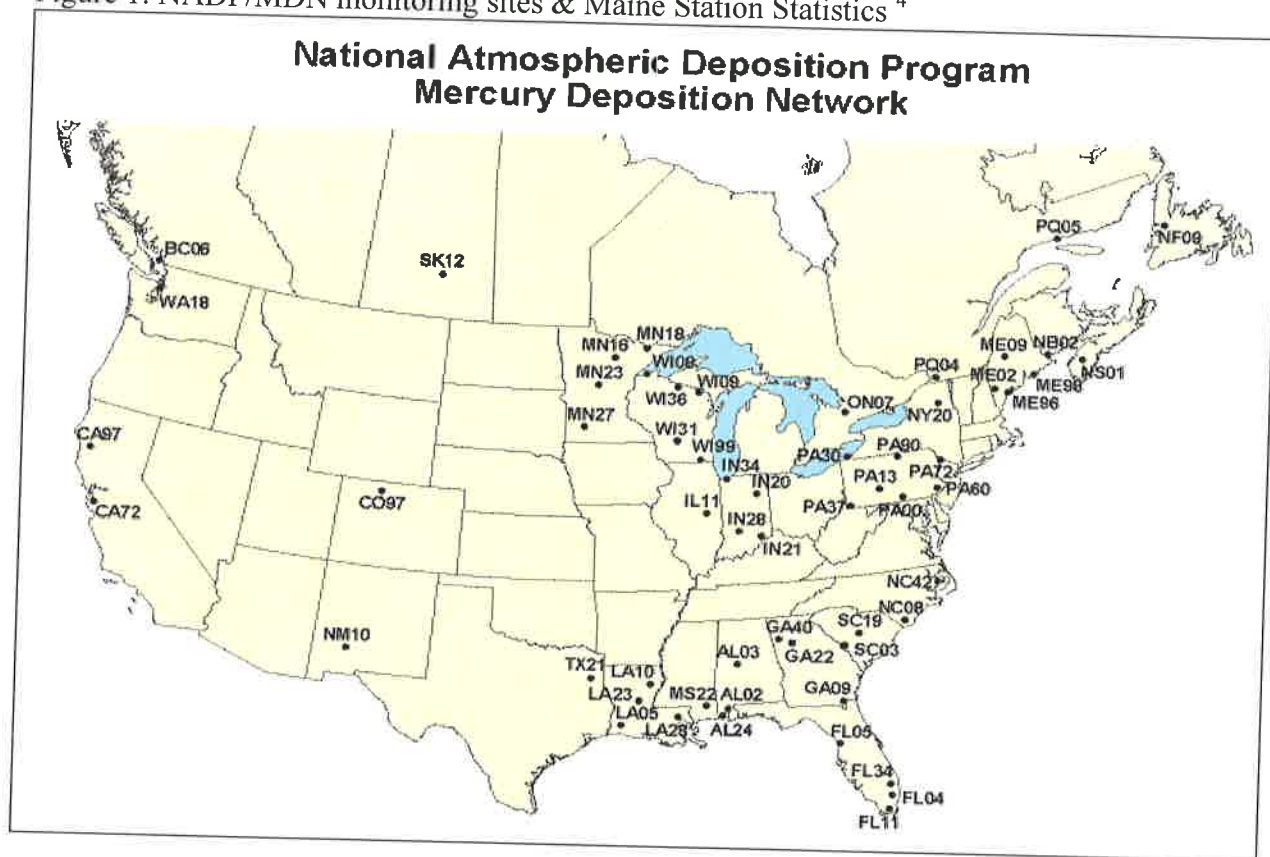 Figure 1. NADP/MDN monitoring sites & Maine Station Statistics 4
National Atmospheric Deposition Program
Mercury Deposition Network
BC06
WA18
SK12
PQ05
NF09
MN16
MN18
MN23
WI08
WI09
WI36
MN27
WI31
WI99
ME09
NB02
PQ04
ME02
ME98
NS01
ME96
ON07
NY20
CA97
CA72
CO97
IN34
IN20
IL11
IN28
IN21
PA30
PA90
PA13
PA72
PA60
PA37
PA00
NC42
NC08
SC19
SC03
GA40
GA22
GA09
NM10
TX21
LA10
LA23
LA05
LA28
MS22
AL03
AL02
AL24
FL05
FL34
FL04
FL11